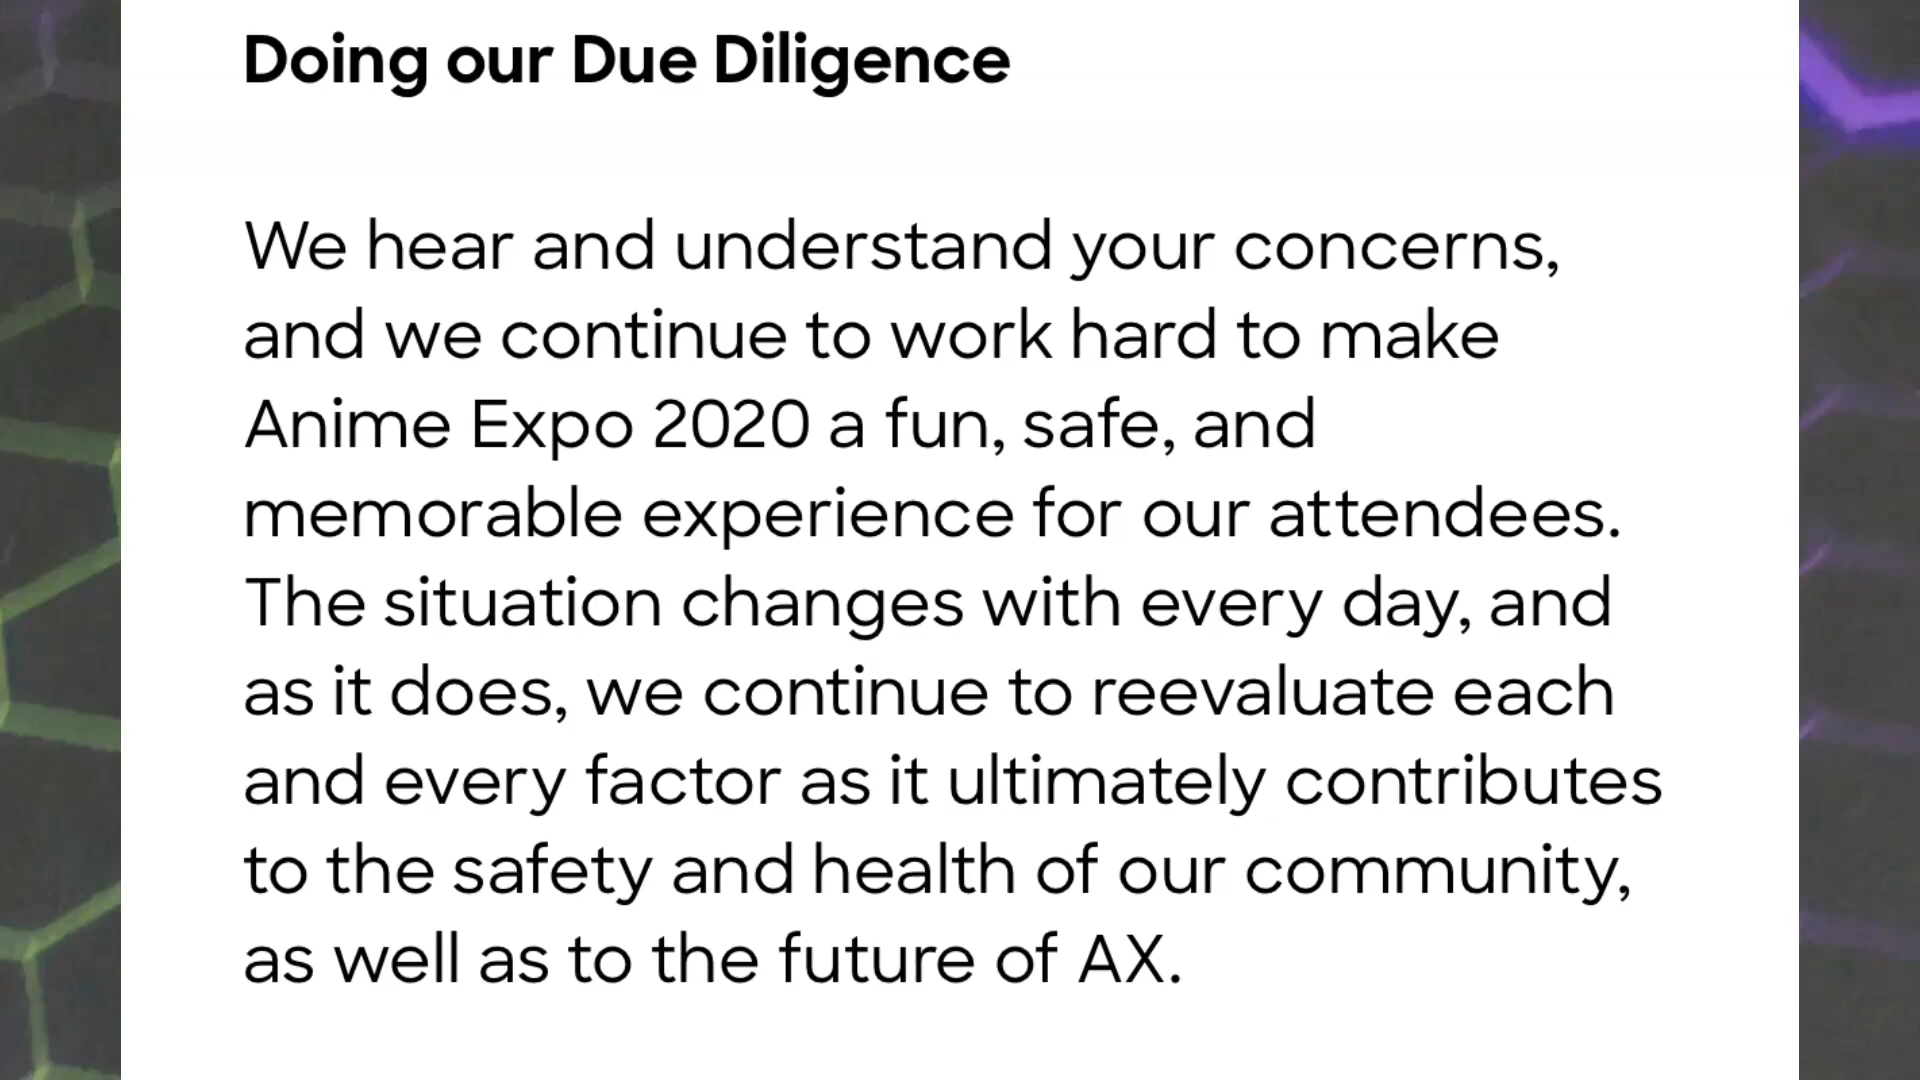 Doing our Due Diligence
We hear and understand your concerns,
and we continue to work hard to make
Anime Expo 2020 a fun, safe, and
memorable experience for our attendees.
The situation changes with every day, and
as it does, we continue to reevaluate each
and every factor as it ultimately contributes
to the safety and health of our community,
as well as to the future of AX.